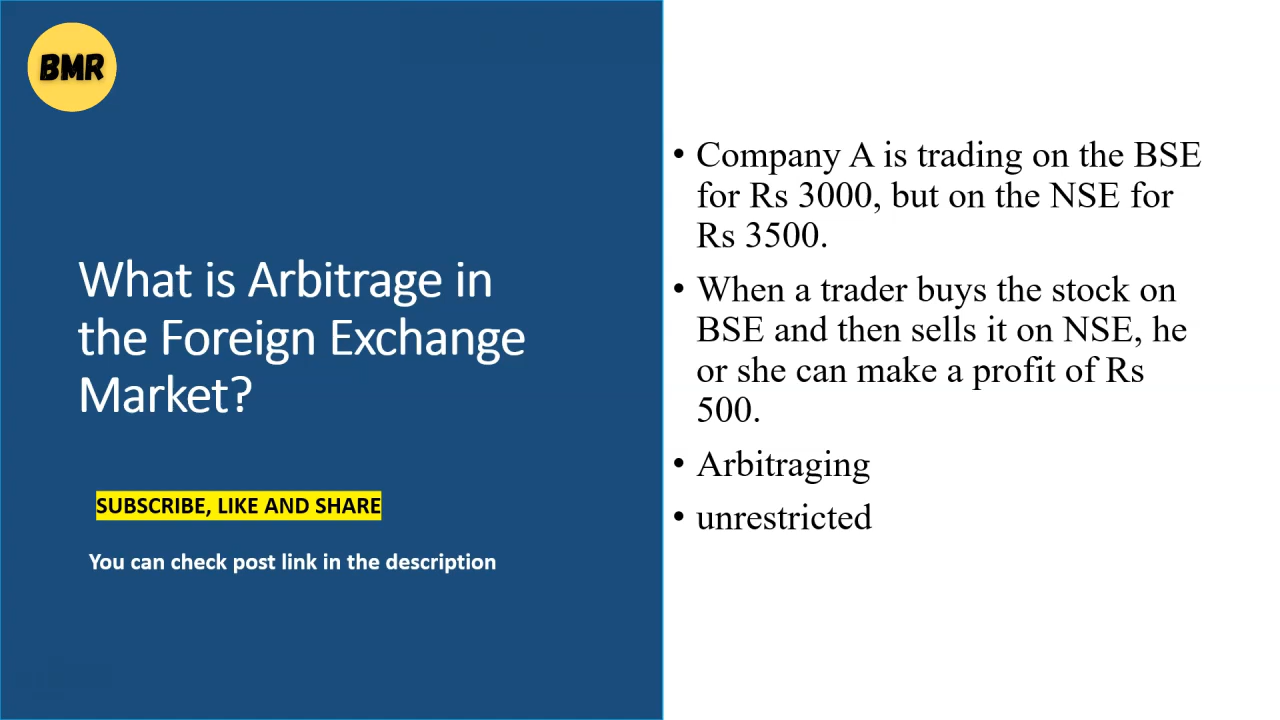 BMR
What is Arbitrage in
the Foreign Exchange
Market?
SUBSCRIBE, LIKE AND SHARE
You can check post link in the description
• Company A is trading on the BSE
for Rs 3000, but on the NSE for
Rs 3500.
• When a trader buys the stock on
BSE and then sells it on NSE, he
or she can make a profit of Rs
500.
• Arbitraging
• unrestricted